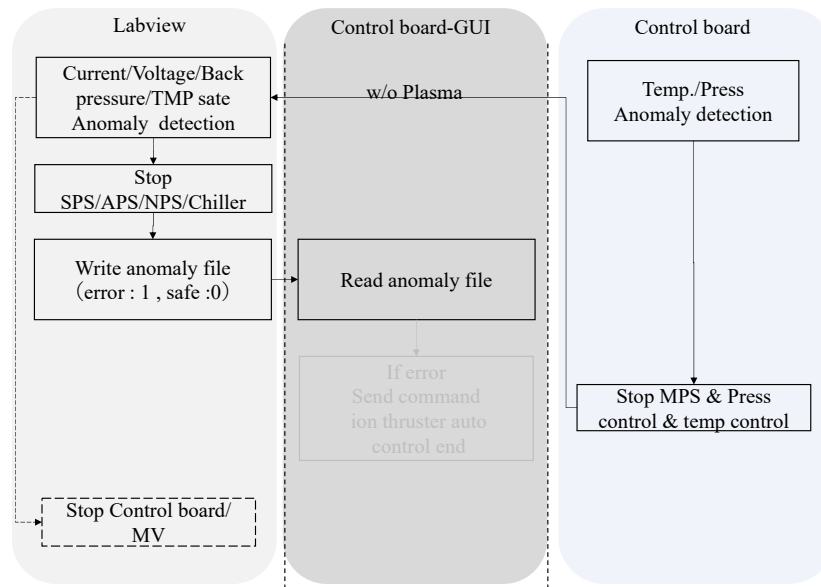 Labview
Current/Voltage/Back
pressure/TMP sate
Anomaly  detection
Stop
SPS/APS/NPS/Chiller
Write anomaly file
（error : 1 , safe :0）
Stop Control board/
MV
Control board-GUI
w/o Plasma
Read anomaly file
If error
Send command
ion thruster auto
control end
Control board
Temp./Press
Anomaly detection
Stop MPS & Press
control & temp control